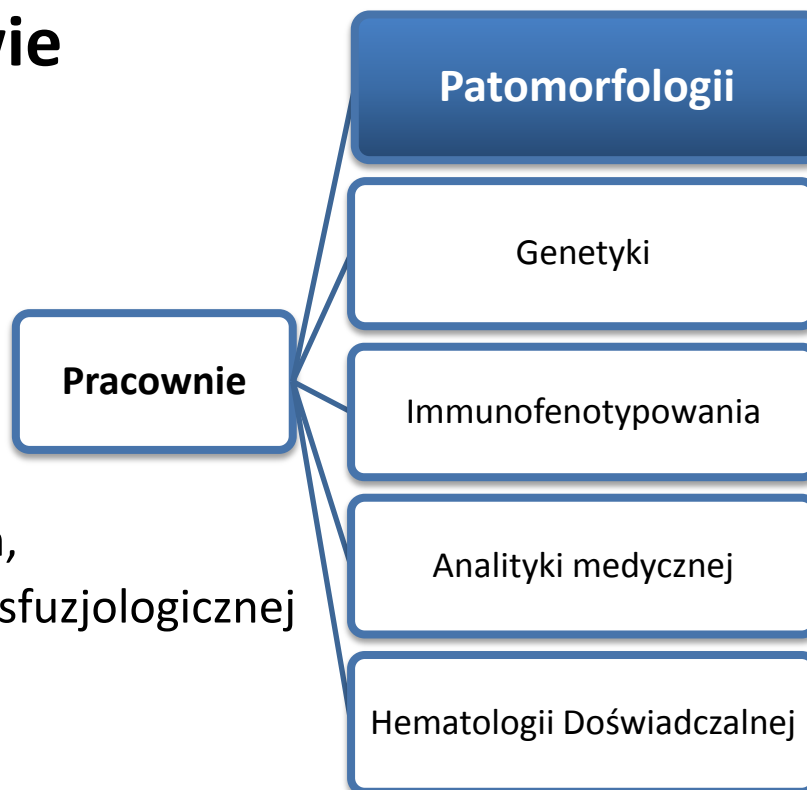 wie
Patomorfologii
Genetyki
Pracownie
Immunofenotypowania
,
Analityki medycznej
sfuzjologicznej
Hematologii Doświadczalnej